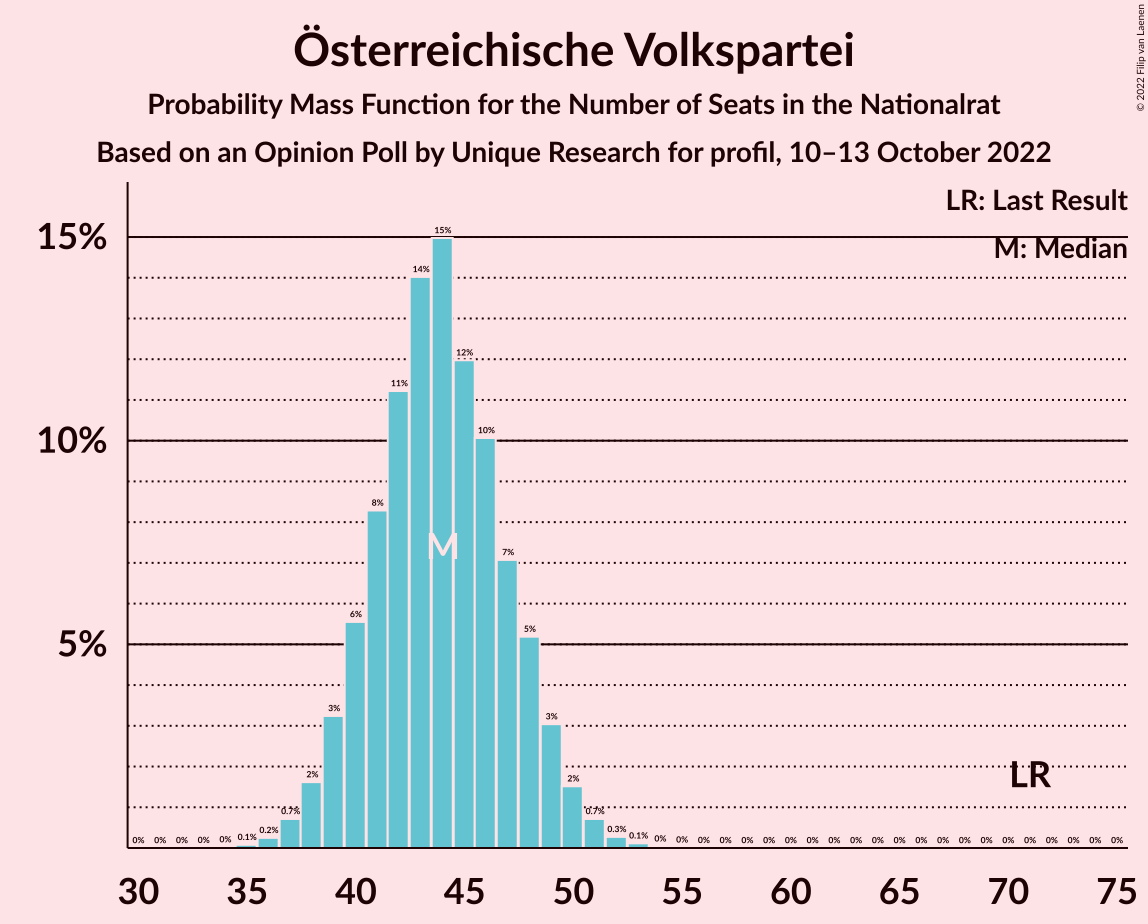 Österreichische Volkspartei
Probability Mass Function for the Number of Seats in the Nationalrat
Based on an Opinion Poll by Unique Research for profil, 10–13 October 2022
© 2022 Filip van Laenen
LR: Last Result
M: Median
15%
10%
5%
0% 0% 0% 0% 0% 0.1% 0.2% 0.7% 2% 3% 6% 8% 11% 14% 15% 12% 10% 7% 5% 3% 2% 0.7% 0.3% 0.1% 0% 0% 0% 0% 0% 0% 0% 0% 0% 0% 0% 0% 0% 0% 0% 0% 0% 0% 0% 0% 0% 0%
M
LR
30 35 40 45 50 55 60 65 70 75